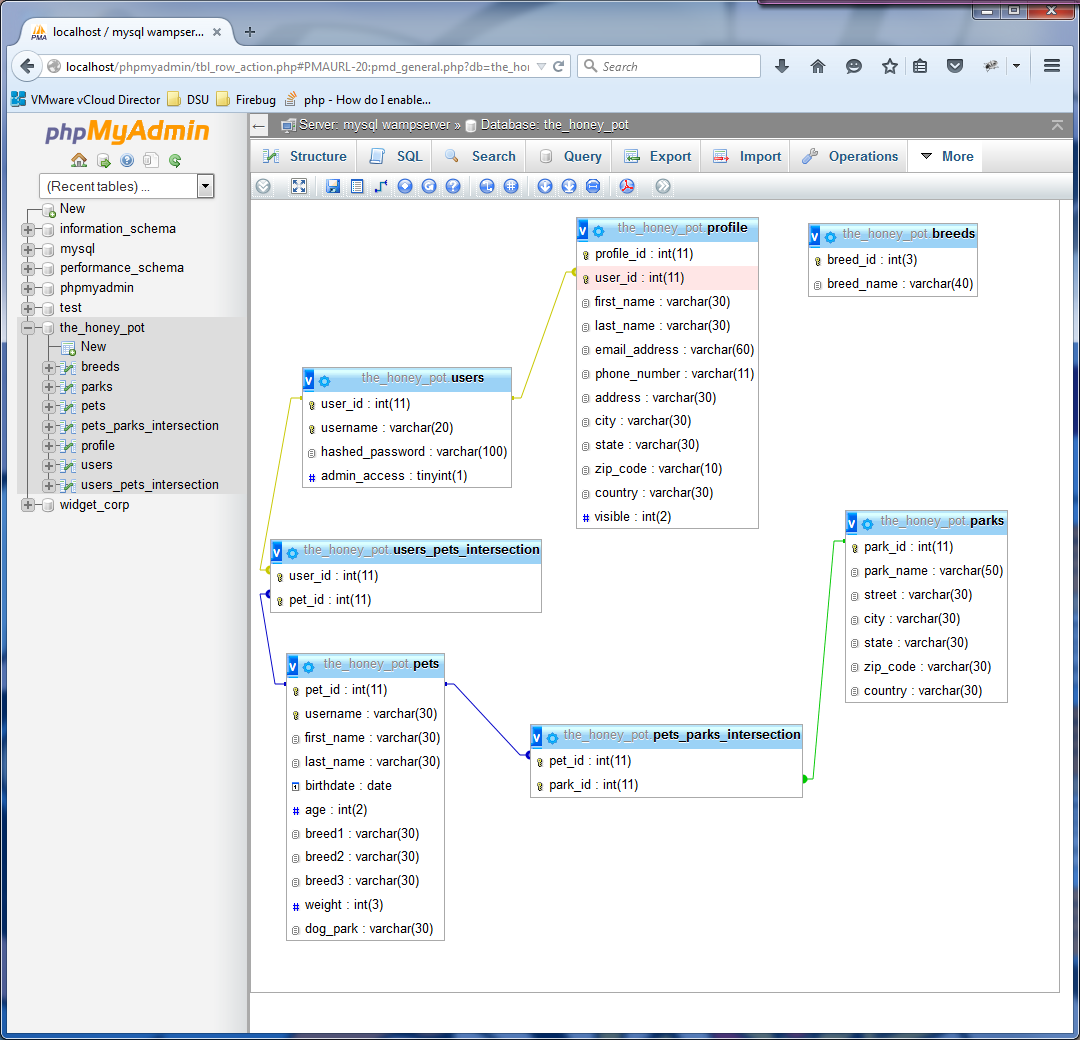 localhost / mysql wampser...
localhost/phpmyadmin/tbl_row_action.php#PMAURL-20:pmd_general.php?db=the_ho
Search
VMware vCloud Director
DSU
Firebug
php - How do I enable...
phpMyAdmin
(Recent tables) ...
New
information_schema
mysql
performance_schema
phpmyadmin
test
the_honey_pot
New
breeds
parks
pets
pets_parks_intersection
profile
users
users_pets_intersection
widget_corp
Server: mysql wampserver » Database: the_honey_pot
Structure
SQL
Search
Query
Export
Import
Operations
More
the_honey_pot.profile
profile_id : int(11)
user_id : int(11)
first_name : varchar(30)
last_name : varchar(30)
email_address : varchar(60)
phone_number : varchar(11)
address : varchar(30)
city : varchar(30)
state : varchar(30)
zip_code : varchar(10)
country : varchar(30)
visible : int(2)
the_honey_pot.breeds
breed_id : int(3)
breed_name : varchar(40)
the_honey_pot.users
user_id : int(11)
username : varchar(20)
hashed_password : varchar(100)
admin_access : tinyint(1)
the_honey_pot.users_pets_intersection
user_id : int(11)
pet_id : int(11)
the_honey_pot.parks
park_id : int(11)
park_name : varchar(50)
street : varchar(30)
city : varchar(30)
state : varchar(30)
zip_code : varchar(30)
country : varchar(30)
the_honey_pot.pets
pet_id : int(11)
username : varchar(30)
first_name : varchar(30)
last_name : varchar(30)
birthdate : date
age : int(2)
breed1 : varchar(30)
breed2 : varchar(30)
breed3 : varchar(30)
weight : int(3)
dog_park : varchar(30)
the_honey_pot.pets_parks_intersection
pet_id : int(11)
park_id : int(11)